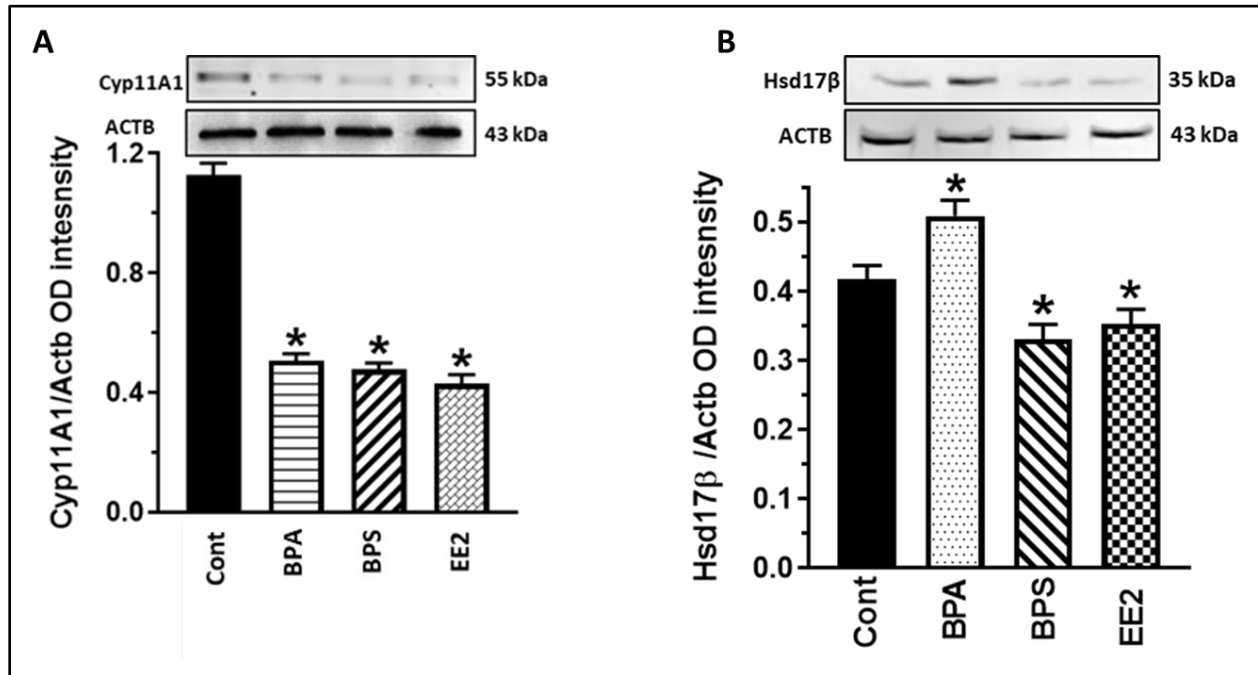 A
Cyp11A1
55 kDa
ACTB
43 kDa
Cyp11A1/Actb OD intesnsity
1.2
0.8
0.4
0.0
*
*
*
Cont
BPA
BPS
EE2
B
Hsd17β
35 kDa
ACTB
43 kDa
Hsd17β /Actb OD intesnsity
0.5
0.4
0.3
0.2
0.1
0.0
*
*
*
Cont
BPA
BPS
EE2